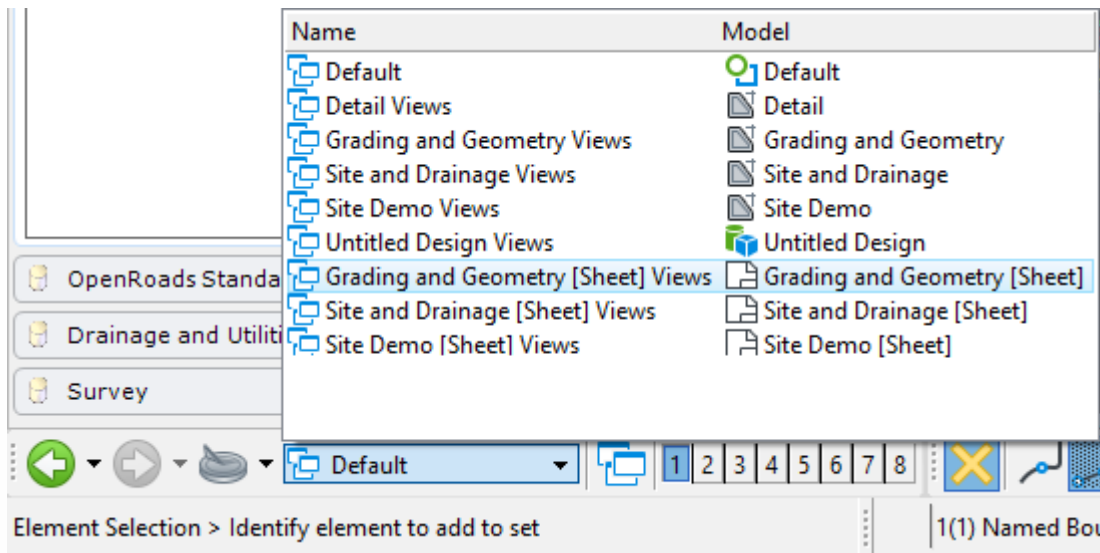 Name Model
Default Default
Detail Views Detail
Grading and Geometry Views Grading and Geometry
Site and Drainage Views Site and Drainage
Site Demo Views Site Demo
Untitled Design Views Untitled Design
OpenRoads Standa Grading and Geometry [Sheet] Views Grading and Geometry [Sheet]
Site and Drainage [Sheet] Views Site and Drainage [Sheet]
Drainage and Utiliti Site Demo [Sheet] Views Site Demo [Sheet]
Survey
Default 1 2 3 4 5 6 7 8
Element Selection > Identify element to add to set 1(1) Named Bou